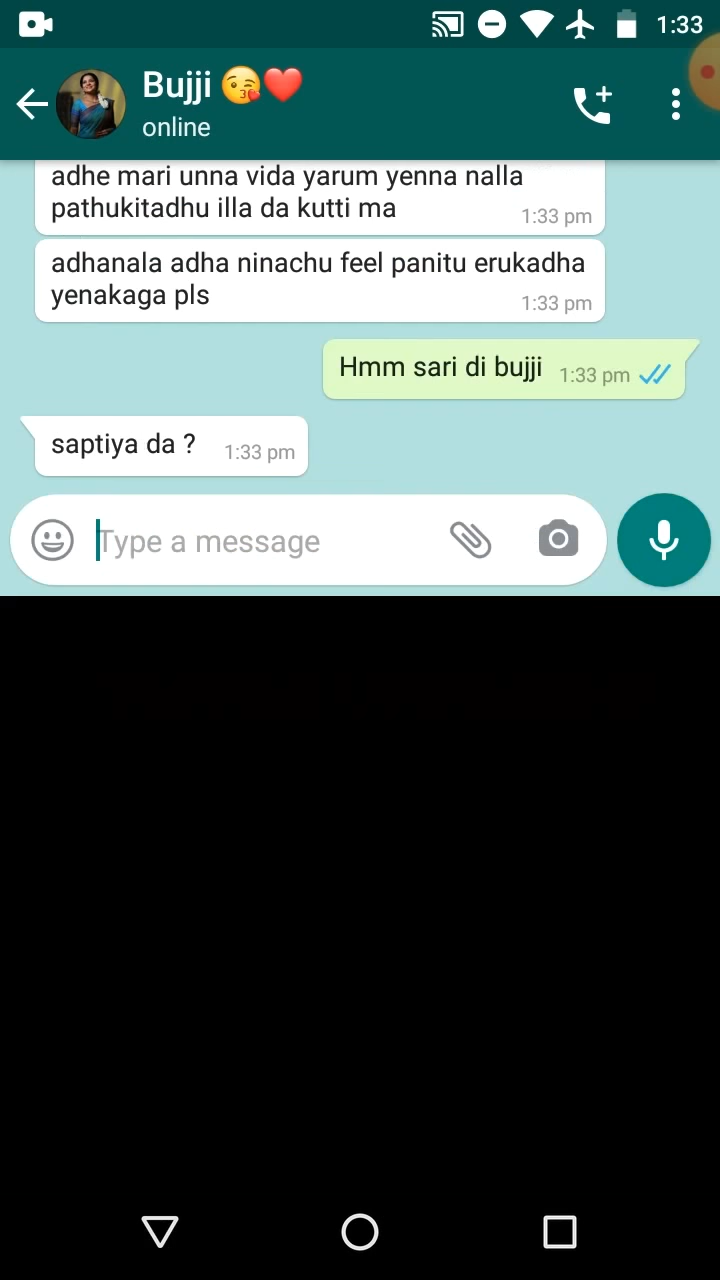 1:33
Bujji 😘❤️
online
adhe mari unna vida yarum yenna nalla
pathukitadhu illa da kutti ma 1:33 pm
adhanala adha ninachu feel panitu erukadha
yenakaga pls 1:33 pm
Hmm sari di bujji 1:33 pm
saptiya da ? 1:33 pm
Type a message